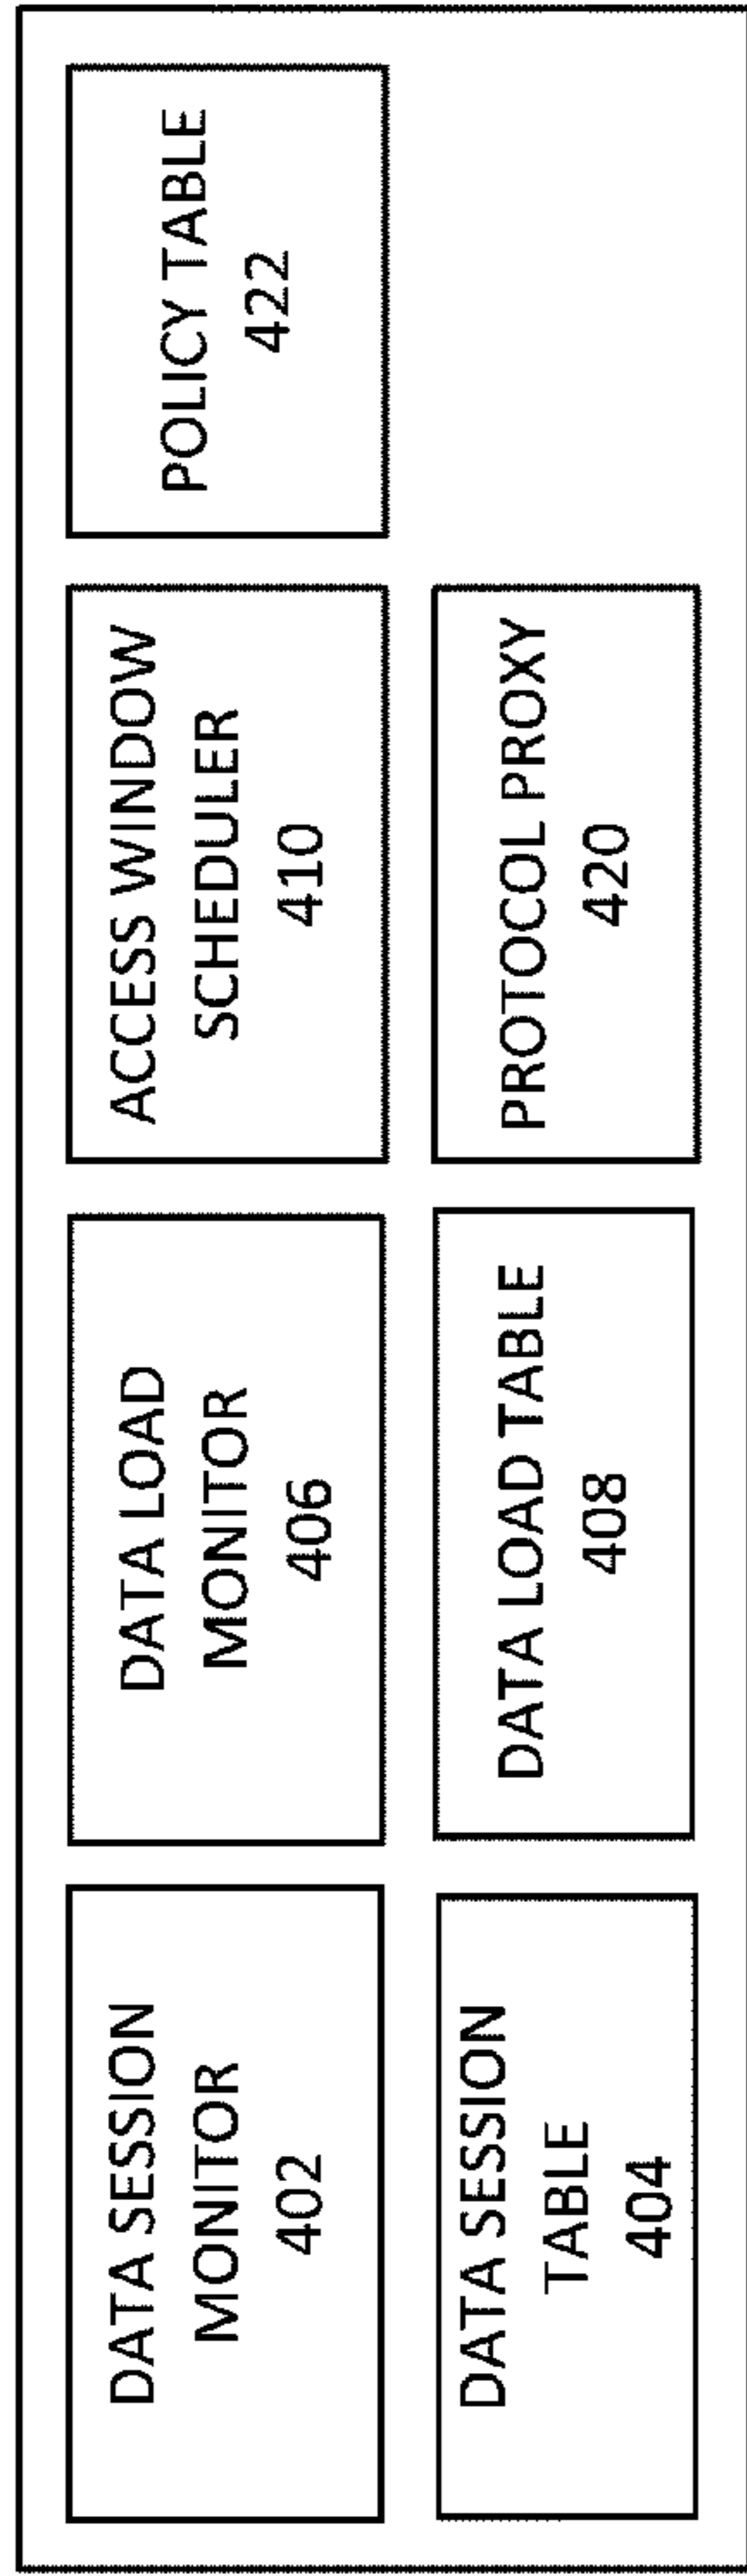 DATA SESSION
MONITOR
402
DATA LOAD
MONITOR
406
ACCESS WINDOW
SCHEDULER
410
POLICY TABLE
422
DATA SESSION
TABLE
404
DATA LOAD TABLE
408
PROTOCOL PROXY
420